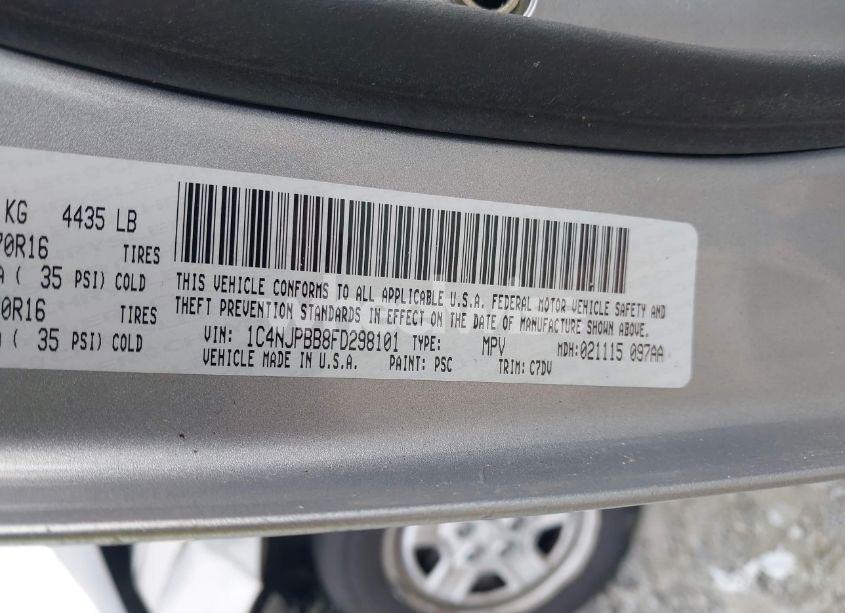 KG 4435 LB
70R16 TIRES
A ( 35 PSI) COLD
0R16 TIRES
( 35 PSI) COLD
THIS VEHICLE CONFORMS TO ALL APPLICABLE U.S.A. FEDERAL MOTOR VEHICLE SAFETY AND
THEFT PREVENTION STANDARDS IN EFFECT ON THE DATE OF MANUFACTURE SHOWN ABOVE.
VIN: 1C4NJPBB8FD298101 TYPE: MPV MDH:021115 097AA
VEHICLE MADE IN U.S.A. PAINT: PSC TRIM: C7DV